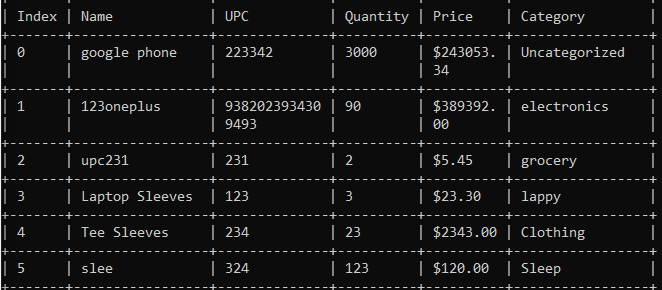 Index Name UPC Quantity Price Category
0 google phone 223342 3000 $243053. Uncategorized
34
1 123oneplus 938202393430 90 $389392. electronics
9493 00
2 upc231 231 2 $5.45 grocery
3 Laptop Sleeves 123 3 $23.30 lappy
4 Tee Sleeves 234 23 $2343.00 Clothing
5 slee 324 123 $120.00 Sleep